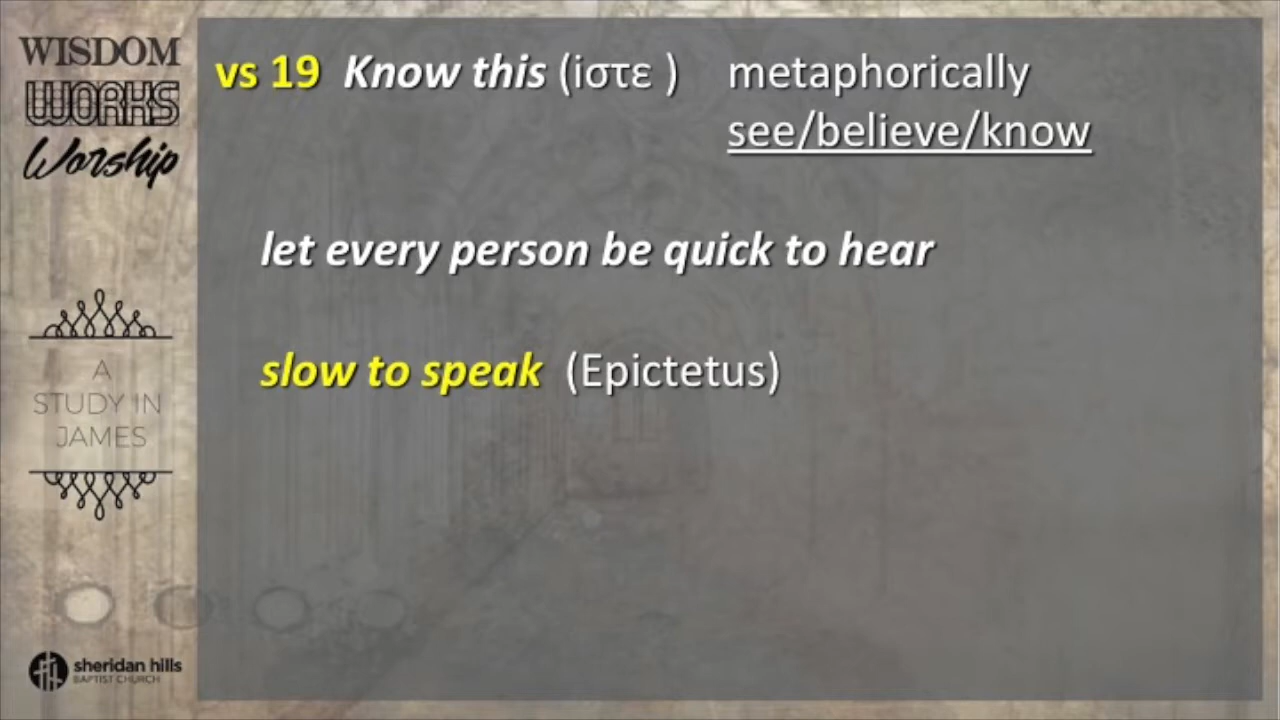 WISDOM
WORKS
Worship
A
STUDY IN
JAMES
sheridan hills
BAPTIST CHURCH
vs 19 Know this (ιστε ) metaphorically
see/believe/know
let every person be quick to hear
slow to speak (Epictetus)